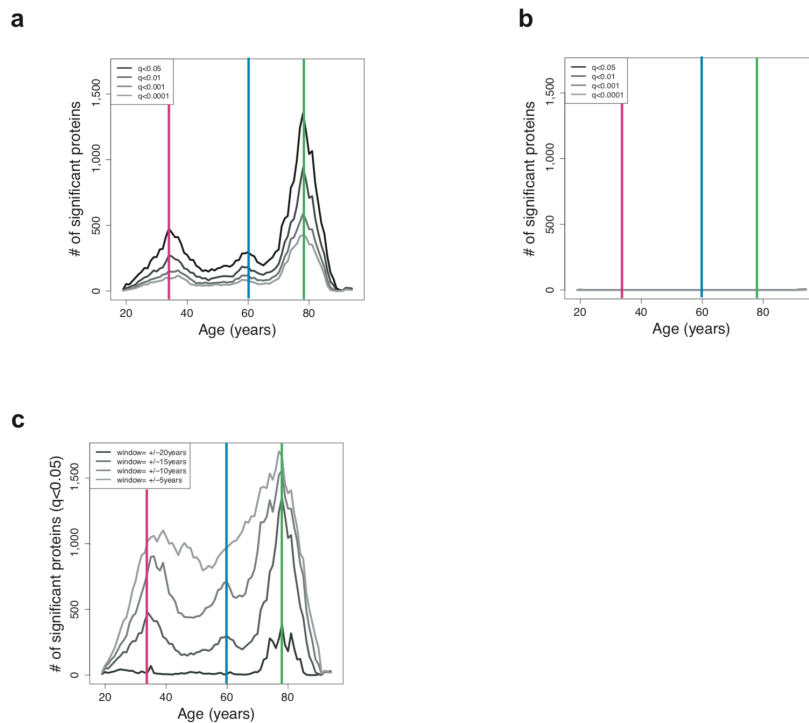 a
q<0.05
q<0.01
q<0.001
q<0.0001
# of significant proteins
0
500
1,000
1,500
20
40
60
80
Age (years)
b
q<0.05
q<0.01
q<0.001
q<0.0001
# of significant proteins
0
500
1,000
1,500
20
40
60
80
Age (years)
c
window= +/−20years
window= +/−15years
window= +/−10years
window= +/−5years
# of significant proteins (q<0.05)
0
500
1,000
1,500
20
40
60
80
Age (years)